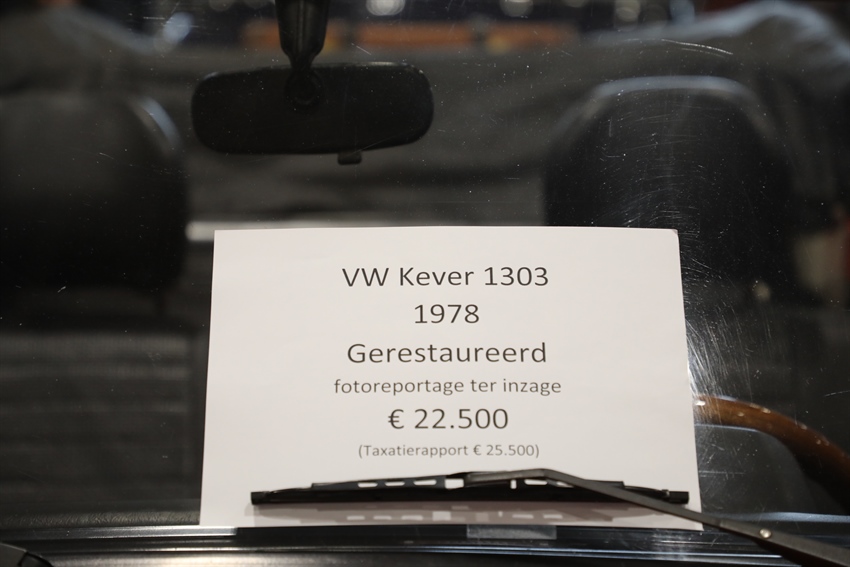 VW Kever 1303
1978
Gerestaureerd
fotoreportage ter inzage
€ 22.500
(Taxatierapport € 25.500)